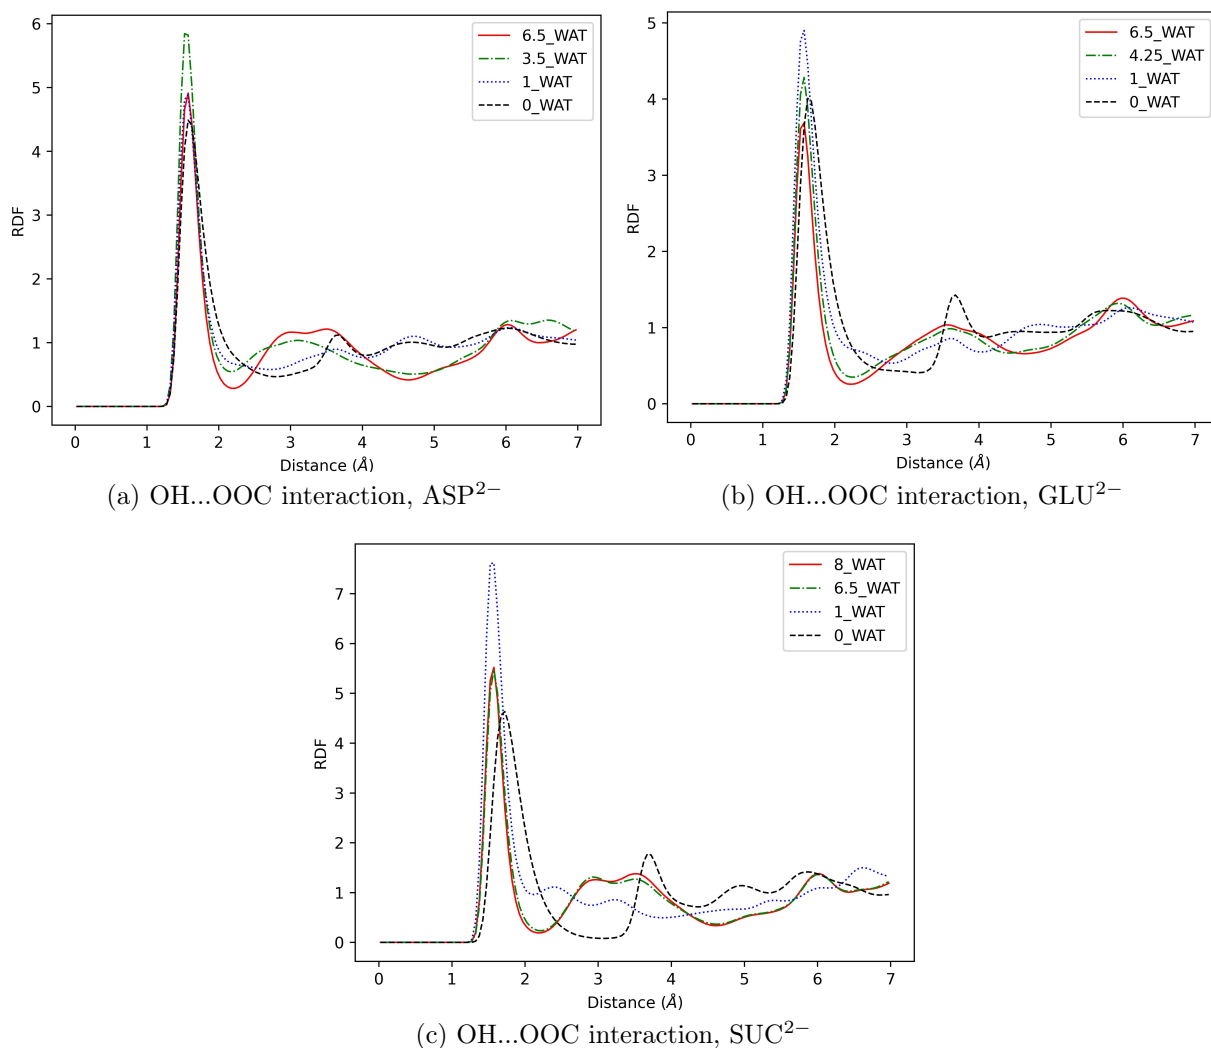 6
5
4
3
2
1
0
RDF
0 1 2 3 4 5 6 7
Distance (Å)
6.5_WAT
3.5_WAT
1_WAT
0_WAT
(a) OH...OOC interaction, ASP²⁻
5
4
3
2
1
0
RDF
0 1 2 3 4 5 6 7
Distance (Å)
6.5_WAT
4.25_WAT
1_WAT
0_WAT
(b) OH...OOC interaction, GLU²⁻
7
6
5
4
3
2
1
0
RDF
0 1 2 3 4 5 6 7
Distance (Å)
8_WAT
6.5_WAT
1_WAT
0_WAT
(c) OH...OOC interaction, SUC²⁻